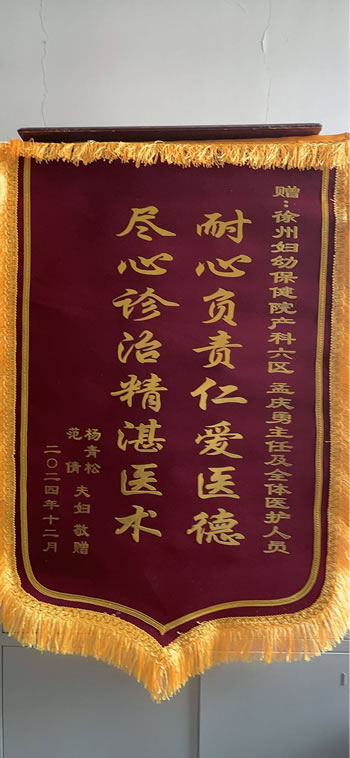 赠：徐州妇幼保健院产科六区 孟庆勇主任及全体医护人员
耐心负责仁爱医德
尽心诊治精湛医术
杨青松
范倩 夫妇 敬赠
二〇二四年十二月